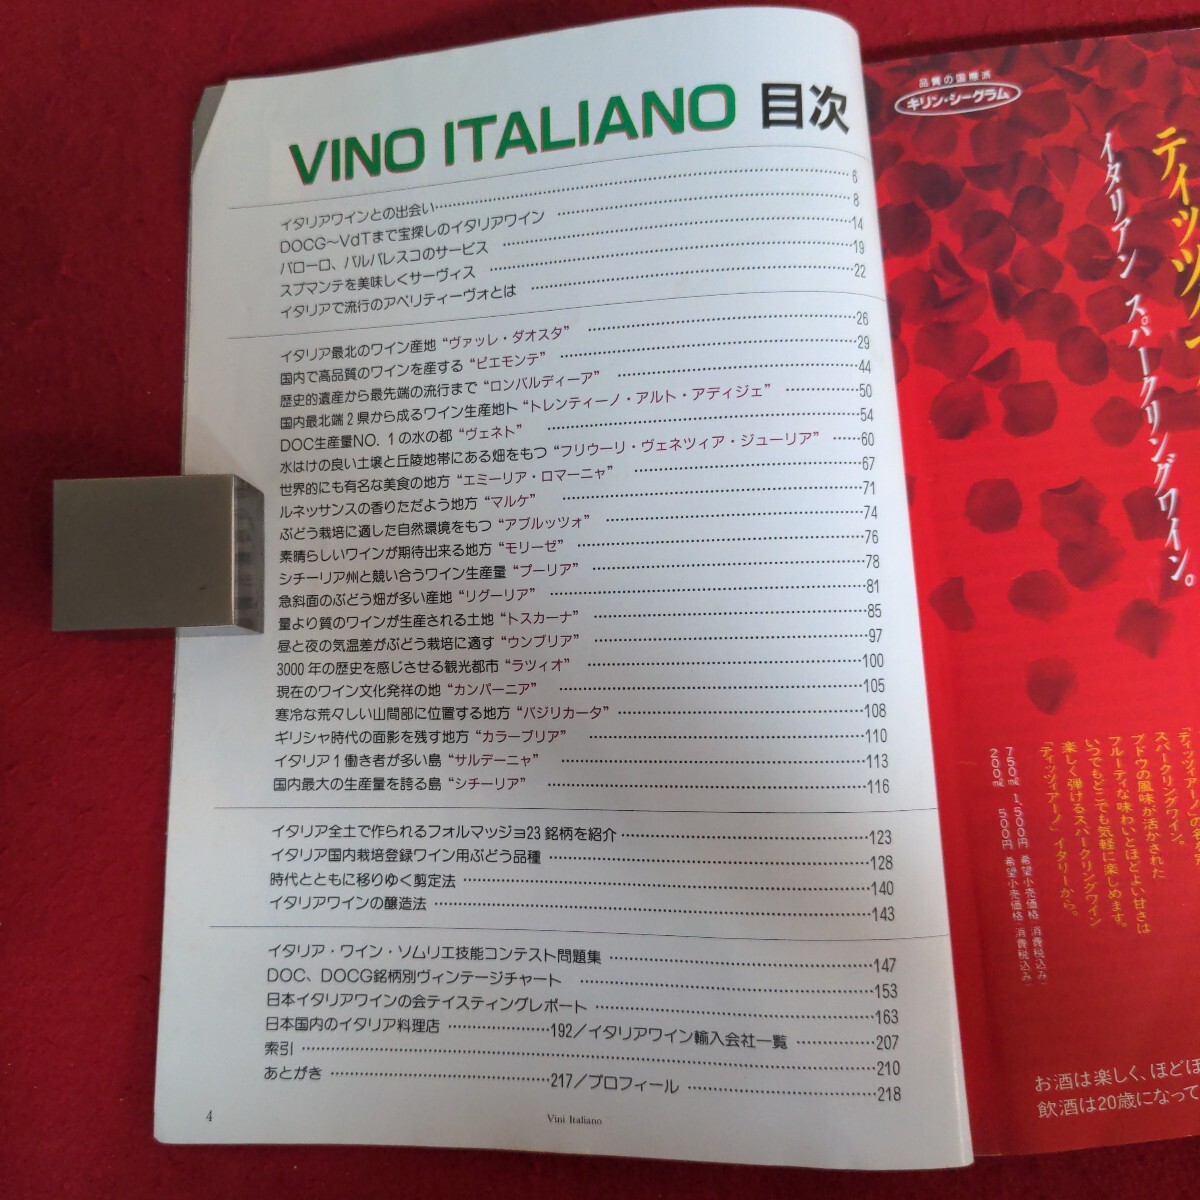 VINO ITALIANO 目次
イタリアワインとの出会い……6
DOCG〜VdTまで宝探しのイタリアワイン……8
バローロ、バルバレスコのサービス……14
スプマンテを美味しくサーヴィス……19
イタリアで流行のアペリティーヴォとは……22
イタリア最北のワイン産地“ヴァッレ・ダオスタ”……26
国内で高品質のワインを産する“ピエモンテ”……29
歴史的遺産から最先端の流行まで“ロンバルディーア”……44
国内最北端2県から成るワイン生産地ト“トレンティーノ・アルト・アディジェ”……50
DOC生産量NO.1の水の都“ヴェネト”……54
水はけの良い土壌と丘陵地帯にある畑をもつ“フリウーリ・ヴェネツィア・ジューリア”……60
世界的にも有名な美食の地方“エミーリア・ロマーニャ”……67
ルネッサンスの香りただよう地方“マルケ”……71
ぶどう栽培に適した自然環境をもつ“アブルッツォ”……74
素晴らしいワインが期待出来る地方“モリーゼ”……76
シチーリア州と競い合うワイン生産量“プーリア”……78
急斜面のぶどう畑が多い産地“リグーリア”……81
量より質のワインが生産される土地“トスカーナ”……85
昼と夜の気温差がぶどう栽培に適す“ウンブリア”……97
3000年の歴史を感じさせる観光都市“ラツィオ”……100
現在のワイン文化発祥の地“カンパーニア”……105
寒冷な荒々しい山間部に位置する地方“バジリカータ”……108
ギリシャ時代の面影を残す地方“カラーブリア”……110
イタリア1働き者が多い島“サルデーニャ”……113
国内最大の生産量を誇る島“シチーリア”……116
イタリア全土で作られるフォルマッジョ23銘柄を紹介……123
イタリア国内栽培登録ワイン用ぶどう品種……128
時代とともに移りゆく剪定法……140
イタリアワインの醸造法……143
イタリア・ワイン・ソムリエ技能コンテスト問題集……147
DOC、DOCG銘柄別ヴィンテージチャート……153
日本イタリアワインの会テイスティングレポート……163
日本国内のイタリア料理店……192／イタリアワイン輸入会社一覧……207
索引……210
あとがき……217／プロフィール……218
4
Vini Italiano
品質の国際派
キリン・シーグラム
イタリアン スパークリングワイン。
スパークリングワイン。
ブドウの風味が活かされた
フルーティな味わいとほどよい甘さは
いつでもどこでも気軽に楽しめます。
楽しく弾けるスパークリングワイン
「ティッツィアーノ」イタリーから。
750㎖ 1,500円 希望小売価格（消費税込み）
200㎖ 500円 希望小売価格（消費税込み）
お酒は楽しく、ほどほ
飲酒は20歳になって